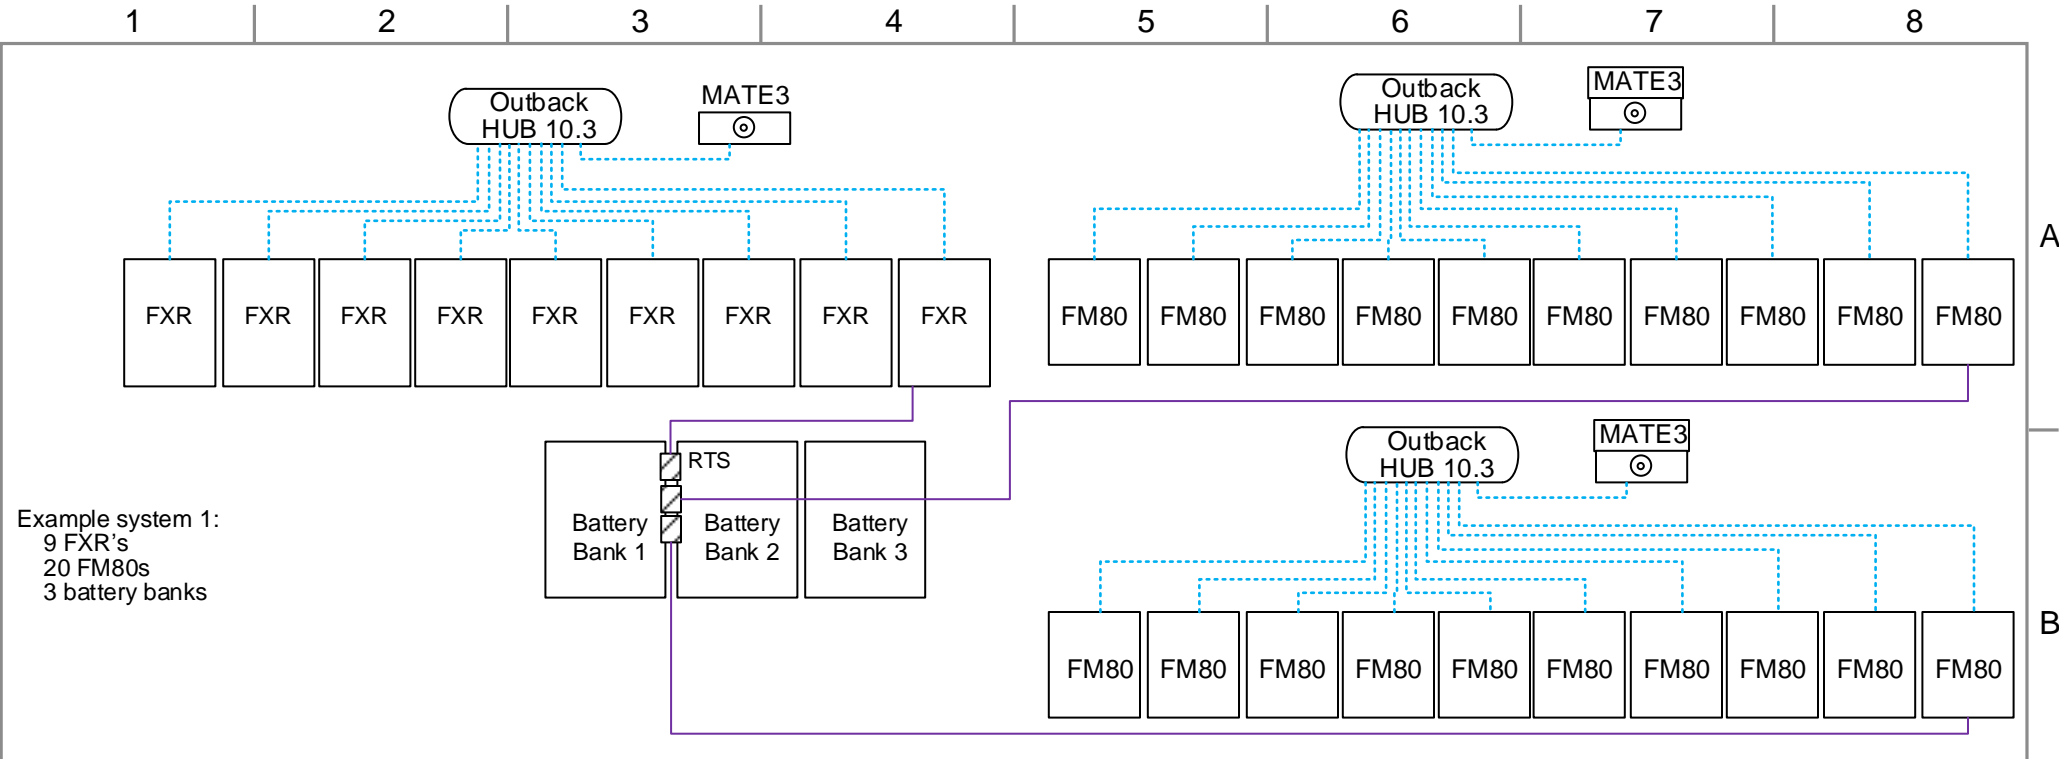 1 2 3 4 5 6 7 8
Outback
HUB 10.3
MATE3
Outback
HUB 10.3
MATE3
A
FXR FXR FXR FXR FXR FXR FXR FXR FXR
FM80 FM80 FM80 FM80 FM80 FM80 FM80 FM80 FM80 FM80
RTS
Battery
Bank 1
Battery
Bank 2
Battery
Bank 3
Outback
HUB 10.3
MATE3
Example system 1:
9 FXR's
20 FM80s
3 battery banks
B
FM80 FM80 FM80 FM80 FM80 FM80 FM80 FM80 FM80 FM80